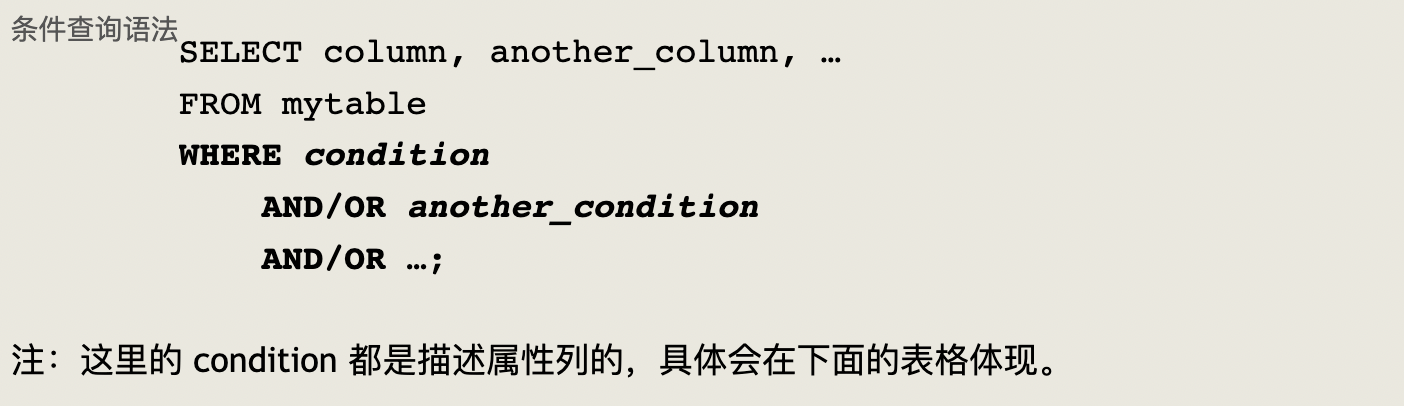 条件查询语法
SELECT column, another_column, …
FROM mytable
WHERE condition
AND/OR another_condition
AND/OR …;
注：这里的 condition 都是描述属性列的，具体会在下面的表格体现。